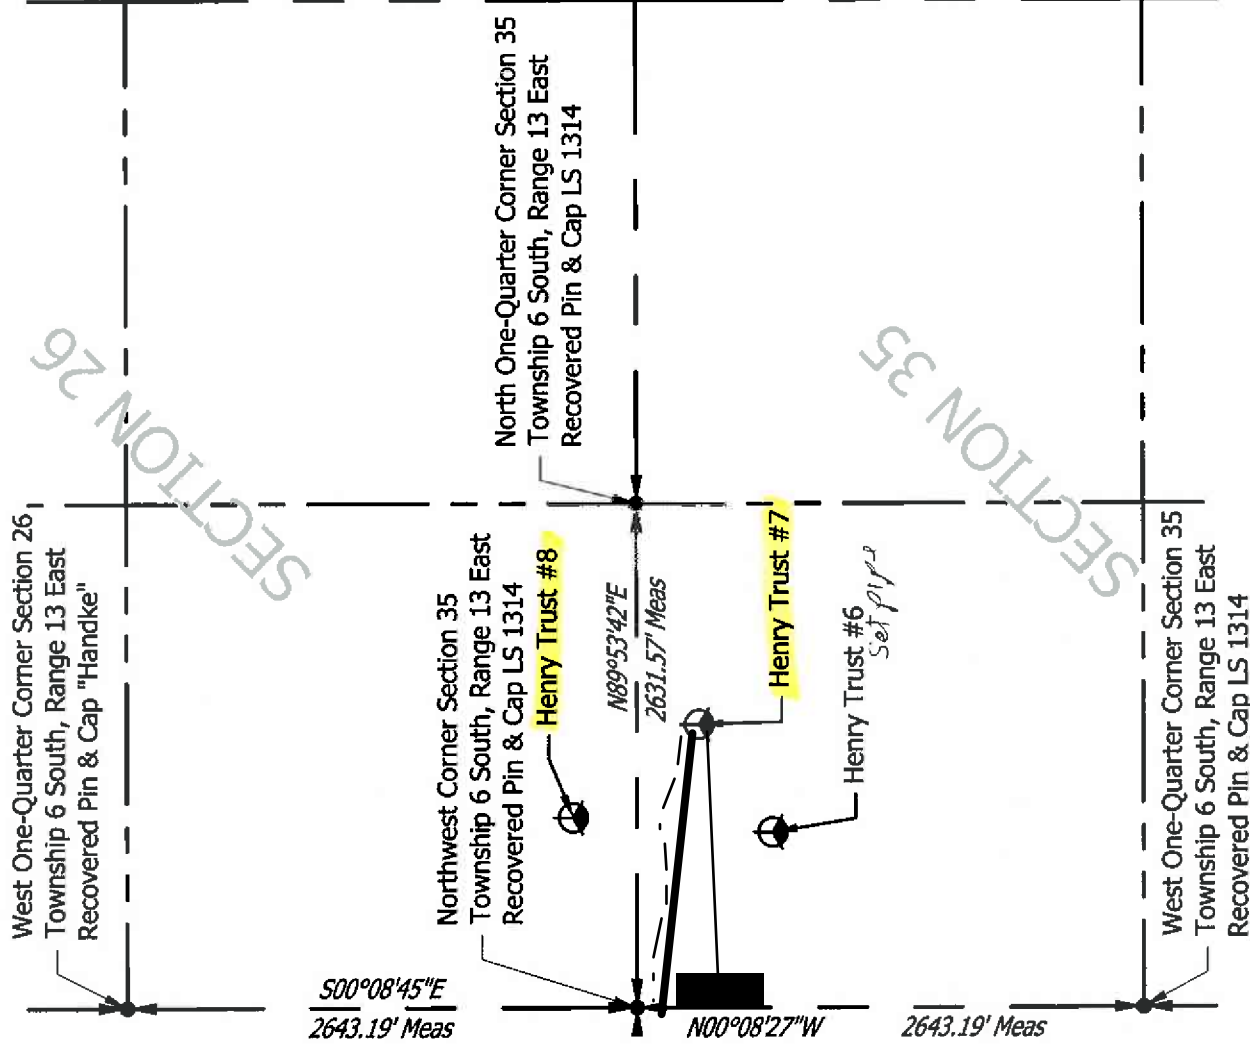 West One-Quarter Corner Section 26
Township 6 South, Range 13 East
Recovered Pin & Cap "Handke"
SECTION 26
North One-Quarter Corner Section 35
Township 6 South, Range 13 East
Recovered Pin & Cap LS 1314
Northwest Corner Section 35
Township 6 South, Range 13 East
Recovered Pin & Cap LS 1314
Henry Trust #8
N89°53'42"E
2631.57' Meas
Henry Trust #7
Henry Trust #6
Set pipe
SECTION 35
West One-Quarter Corner Section 35
Township 6 South, Range 13 East
Recovered Pin & Cap LS 1314
S00°08'45"E
2643.19' Meas
N00°08'27"W
2643.19' Meas